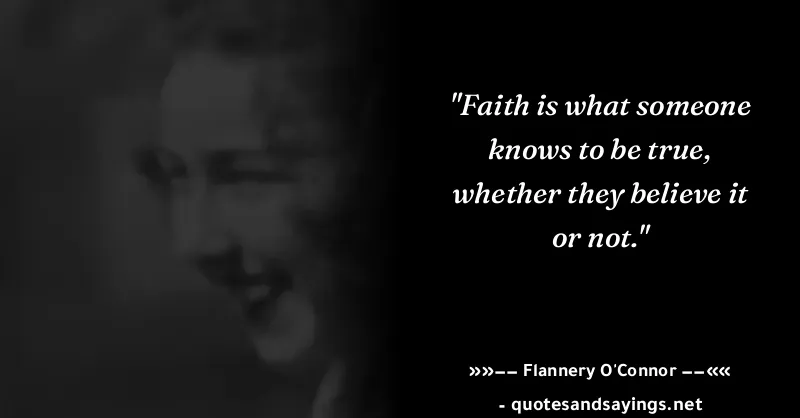 "Faith is what someone
knows to be true,
whether they believe it
or not."
»»—— Flannery O'Connor ——««
- quotesandsayings.net